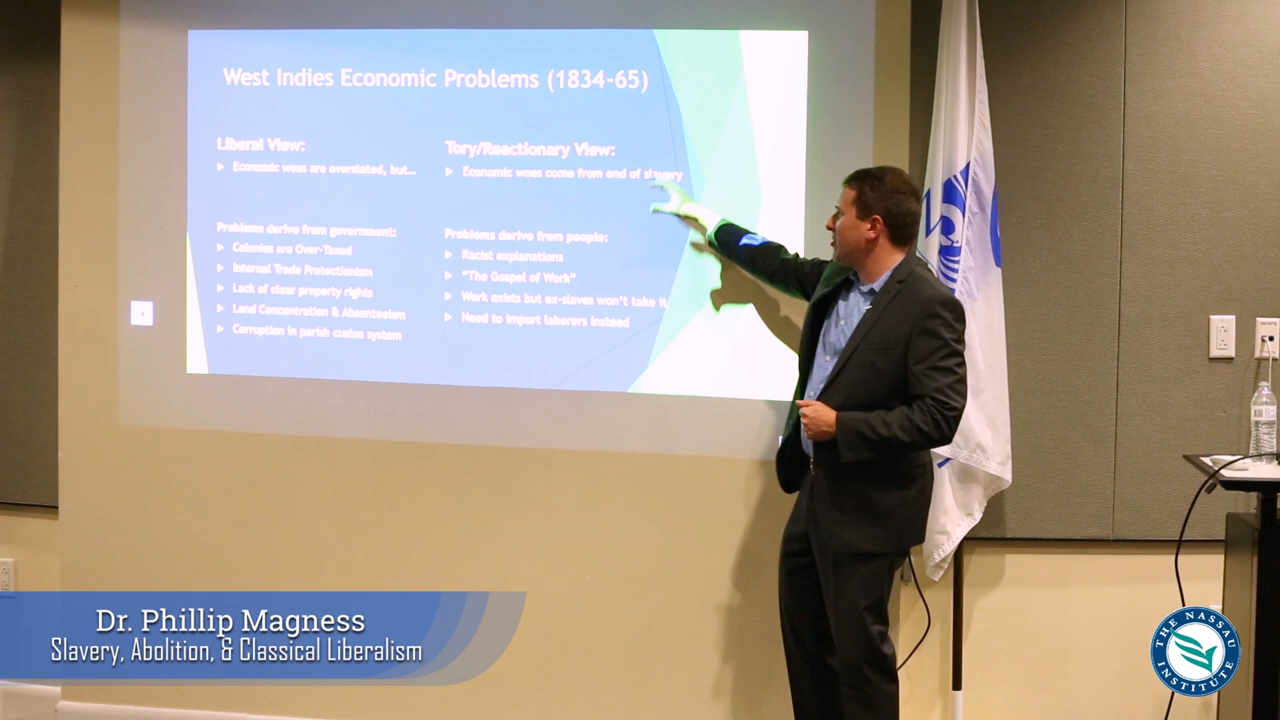 West Indies Economic Problems (1834-65)
Liberal View:
Economic woes are overstated, but...
Problems derive from government:
Colonies are Over-Taxed
Internal Trade Protectionism
Lack of clear property rights
Land Concentration & Absenteeism
Corruption in parish custos system
Tory/Reactionary View:
Economic woes come from end of slavery
Problems derive from people:
Racist explanations
"The Gospel of Work"
Work exists but ex-slaves won't take it
Need to import laborers instead
Dr. Phillip Magness
Slavery, Abolition, & Classical Liberalism
THE NASSAU INSTITUTE